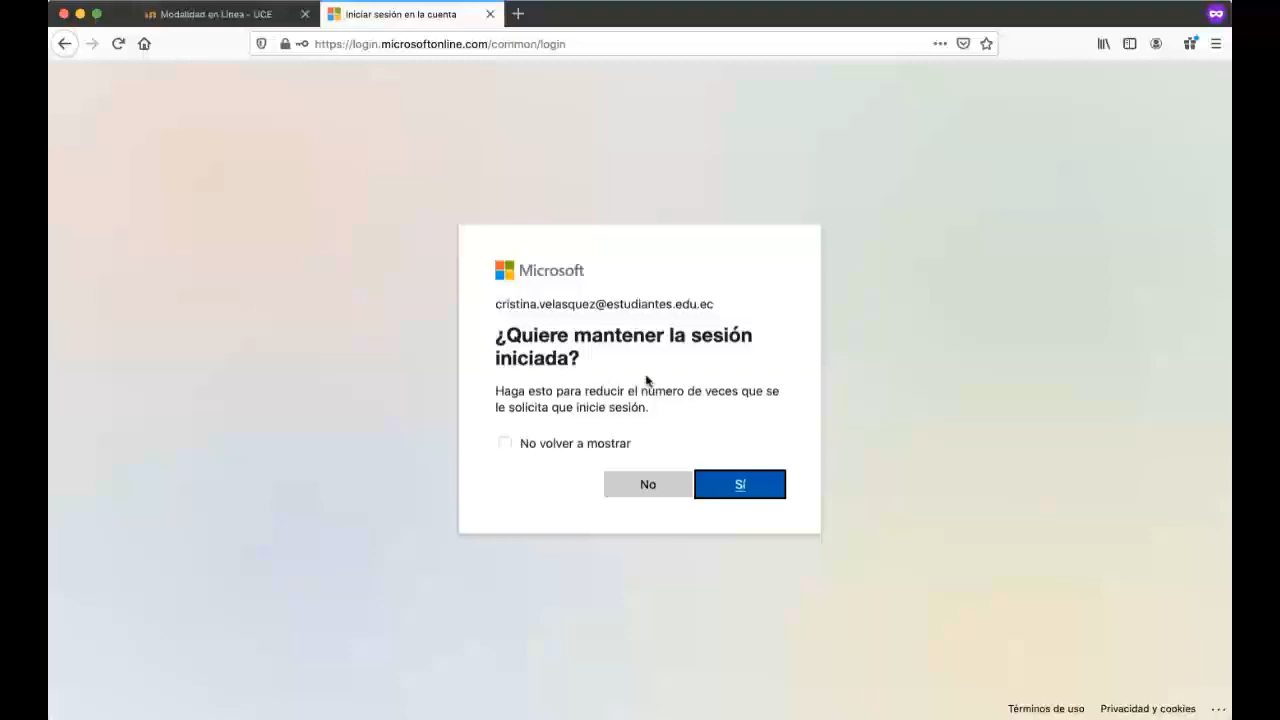 Modalidad en Línea - UCE
Iniciar sesión en la cuenta
https://login.microsoftonline.com/common/login
Microsoft
cristina.velasquez@estudiantes.edu.ec
¿Quiere mantener la sesión
iniciada?
Haga esto para reducir el número de veces que se
le solicita que inicie sesión.
No volver a mostrar
No
Sí
Términos de uso
Privacidad y cookies